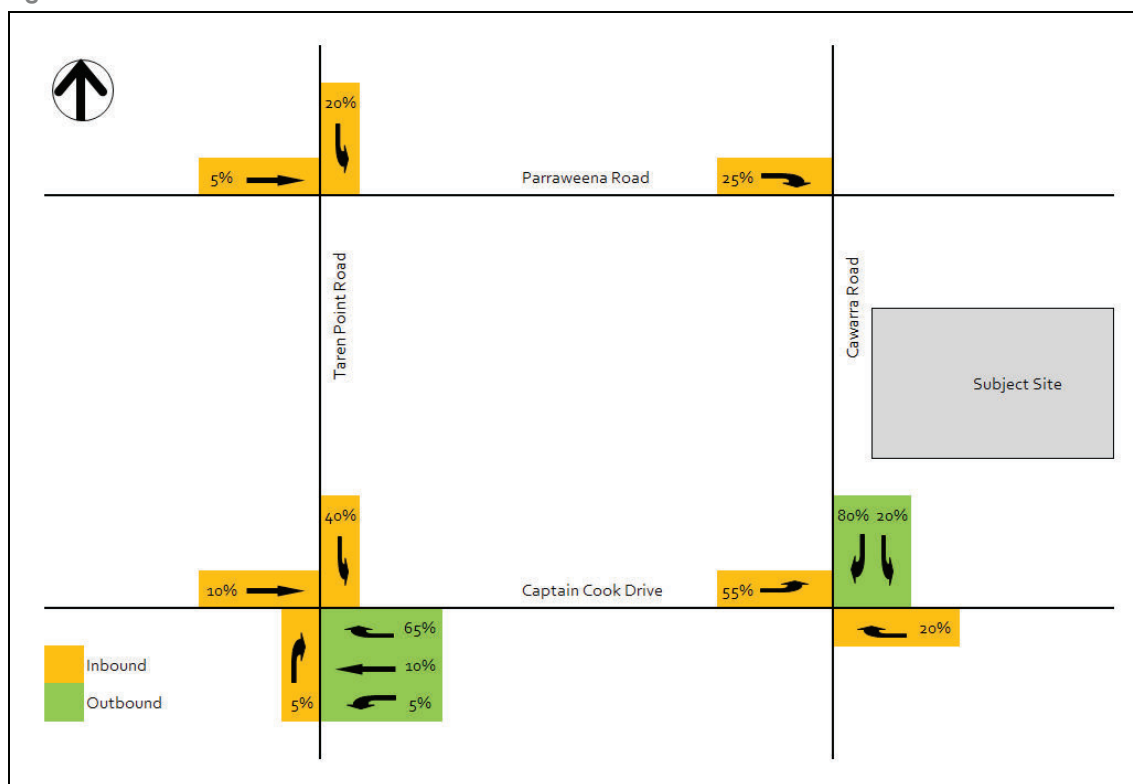 20%
5%
Parraweena Road
25%
Taren Point Road
Cawarra Road
Subject Site
40%
80% 20%
10%
Captain Cook Drive
55%
65%
20%
10%
5%
5%
Inbound
Outbound